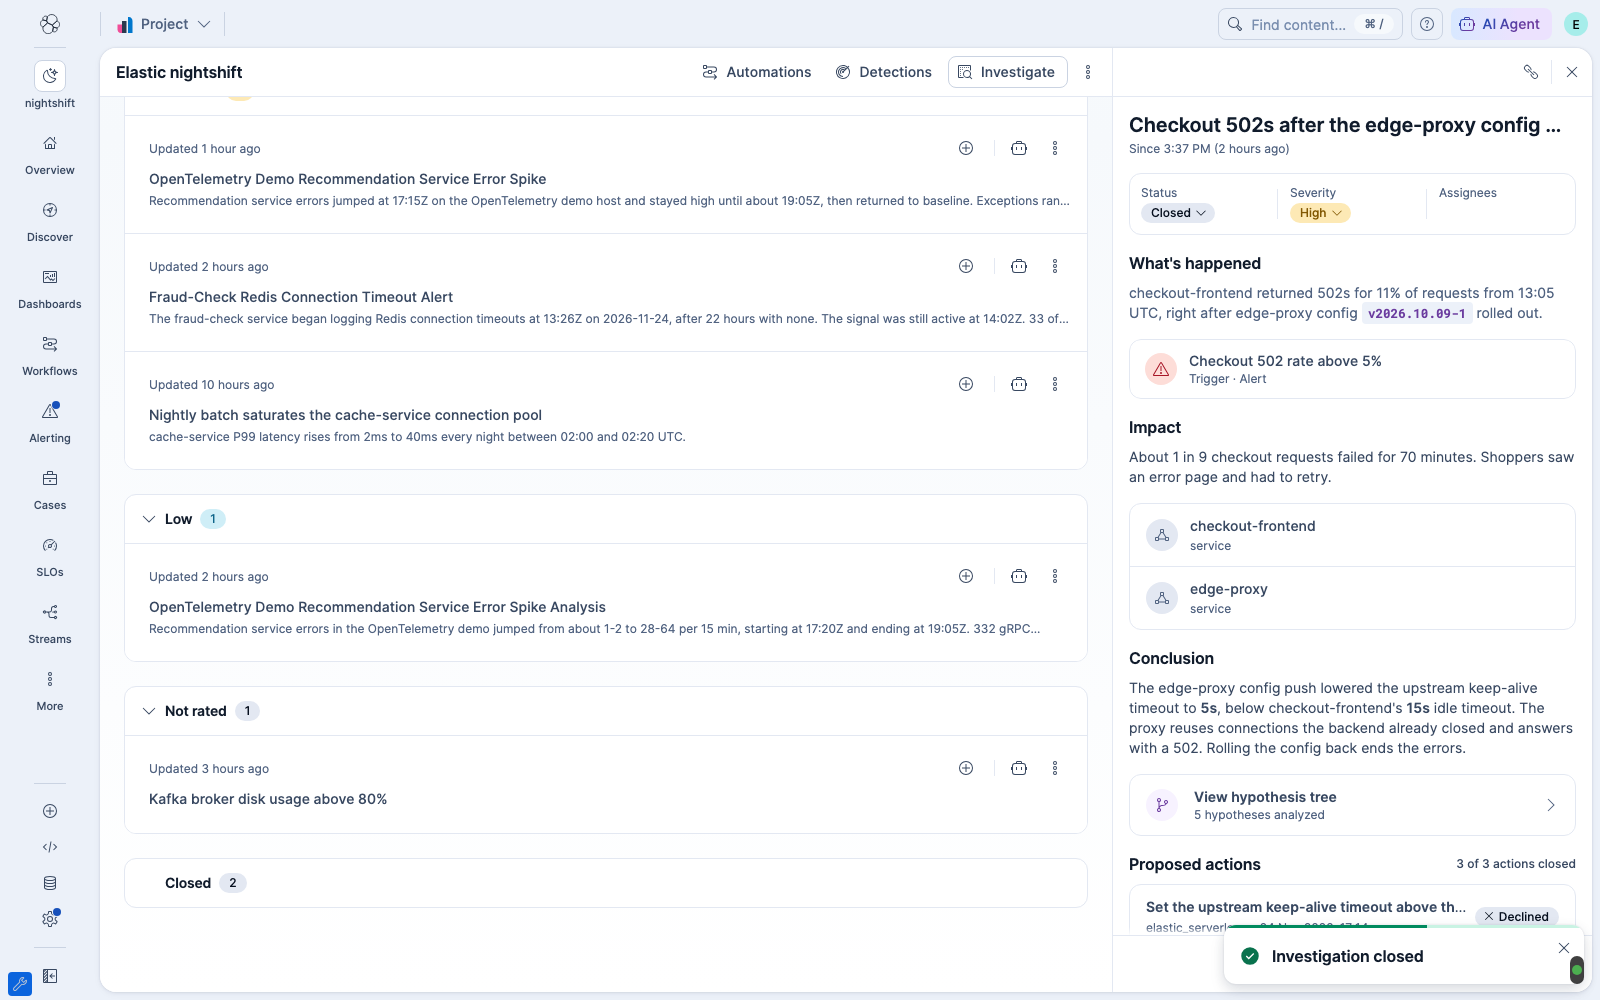 Project
Find content...
⌘ /
AI Agent
E
nightshift
Overview
Discover
Dashboards
Workflows
Alerting
Cases
SLOs
Streams
More
Elastic nightshift
Automations
Detections
Investigate
Updated 1 hour ago
OpenTelemetry Demo Recommendation Service Error Spike
Recommendation service errors jumped at 17:15Z on the OpenTelemetry demo host and stayed high until about 19:05Z, then returned to baseline. Exceptions ran...
Updated 2 hours ago
Fraud-Check Redis Connection Timeout Alert
The fraud-check service began logging Redis connection timeouts at 13:26Z on 2026-11-24, after 22 hours with none. The signal was still active at 14:02Z. 33 of...
Updated 10 hours ago
Nightly batch saturates the cache-service connection pool
cache-service P99 latency rises from 2ms to 40ms every night between 02:00 and 02:20 UTC.
Low 1
Updated 2 hours ago
OpenTelemetry Demo Recommendation Service Error Spike Analysis
Recommendation service errors in the OpenTelemetry demo jumped from about 1-2 to 28-64 per 15 min, starting at 17:20Z and ending at 19:05Z. 332 gRPC...
Not rated 1
Updated 3 hours ago
Kafka broker disk usage above 80%
Closed 2
Checkout 502s after the edge-proxy config ...
Since 3:37 PM (2 hours ago)
Status
Closed
Severity
High
Assignees
What's happened
checkout-frontend returned 502s for 11% of requests from 13:05
UTC, right after edge-proxy config v2026.10.09-1 rolled out.
Checkout 502 rate above 5%
Trigger · Alert
Impact
About 1 in 9 checkout requests failed for 70 minutes. Shoppers saw
an error page and had to retry.
checkout-frontend
service
edge-proxy
service
Conclusion
The edge-proxy config push lowered the upstream keep-alive
timeout to 5s, below checkout-frontend's 15s idle timeout. The
proxy reuses connections the backend already closed and answers
with a 502. Rolling the config back ends the errors.
View hypothesis tree
5 hypotheses analyzed
Proposed actions
3 of 3 actions closed
Set the upstream keep-alive timeout above th...
Declined
Investigation closed